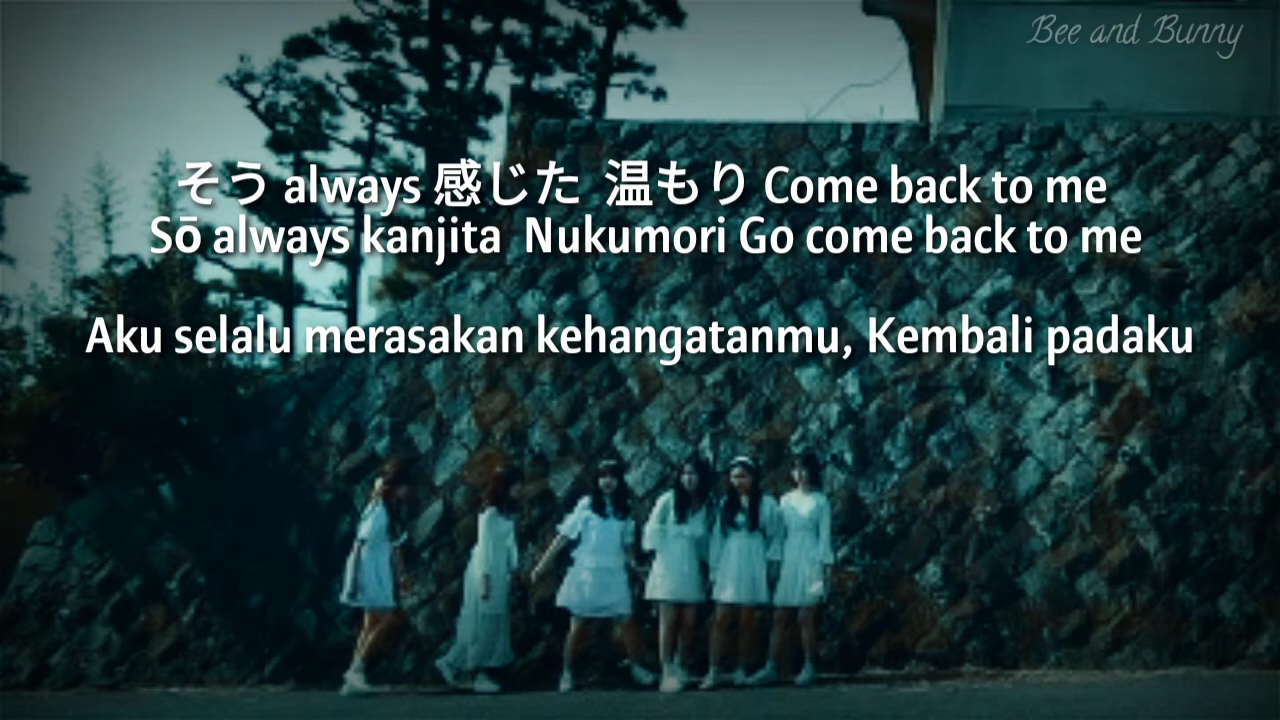 Bee and Bunny
そう always 感じた 温もり Come back to me
Sō always kanjita Nukumori Go come back to me
Aku selalu merasakan kehangatanmu, Kembali padaku